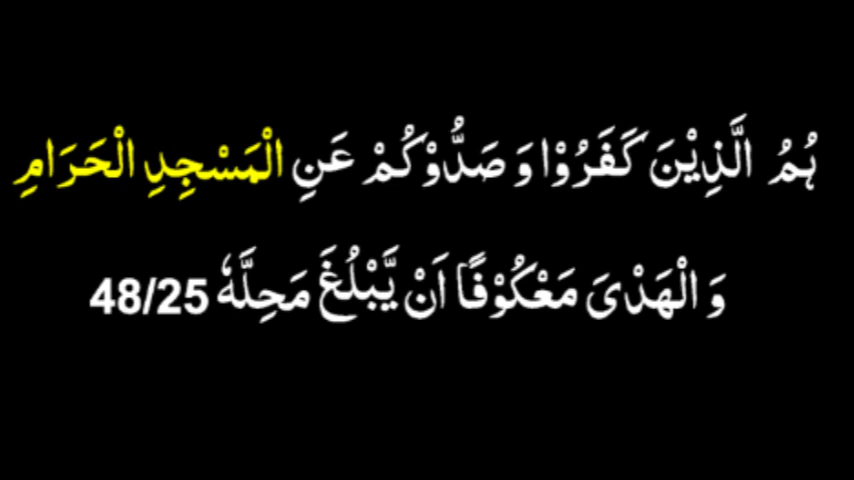 ہُمُ الَّذِیْنَ کَفَرُوْا وَ صَدُّوْکُمْ عَنِ الْمَسْجِدِ الْحَرَامِ
وَ الْهَدْیَ مَعْکُوْفًا اَنْ یَّبْلُغَ مَحِلَّهٗ 48/25